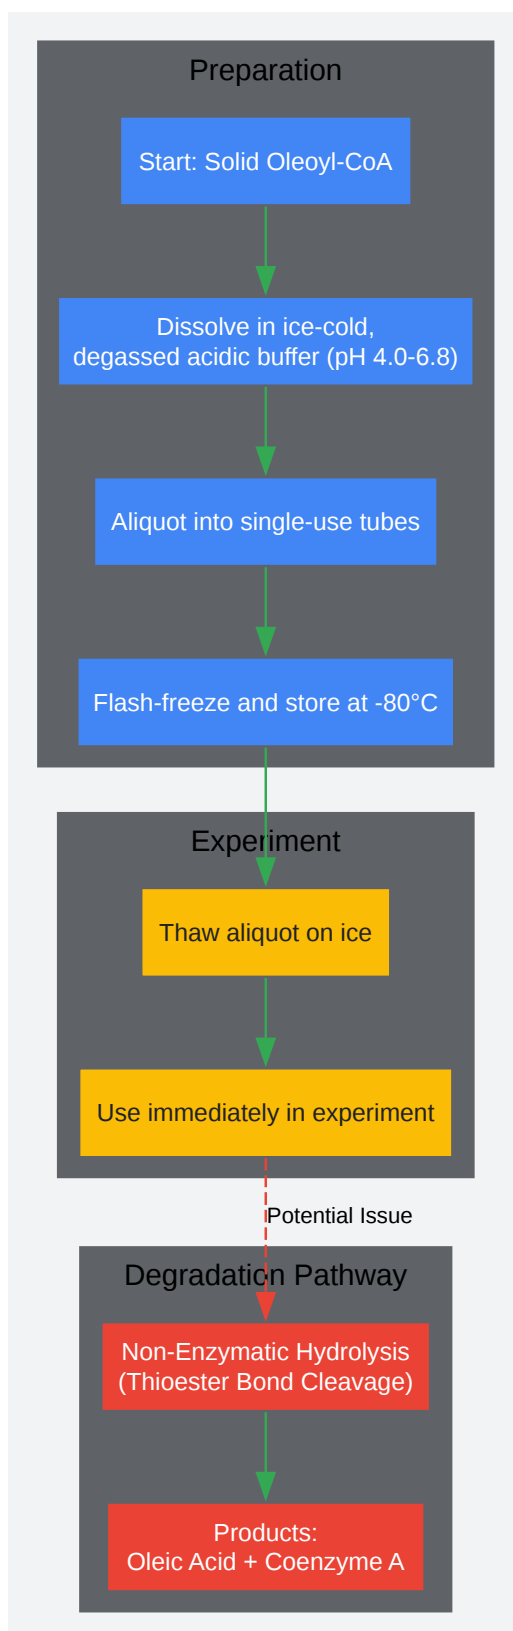 Preparation
Start: Solid Oleoyl-CoA
Dissolve in ice-cold,
degassed acidic buffer (pH 4.0-6.8)
Aliquot into single-use tubes
Flash-freeze and store at -80°C
Experiment
Thaw aliquot on ice
Use immediately in experiment
Potential Issue
Degradation Pathway
Non-Enzymatic Hydrolysis
(Thioester Bond Cleavage)
Products:
Oleic Acid + Coenzyme A